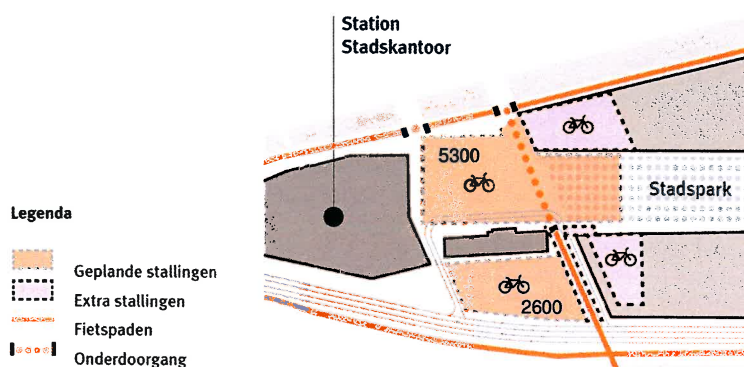 Station
Stadskantoor
5300
Stadspark
2600
Legenda
Geplande stallingen
Extra stallingen
Fietspaden
Onderdoorgang